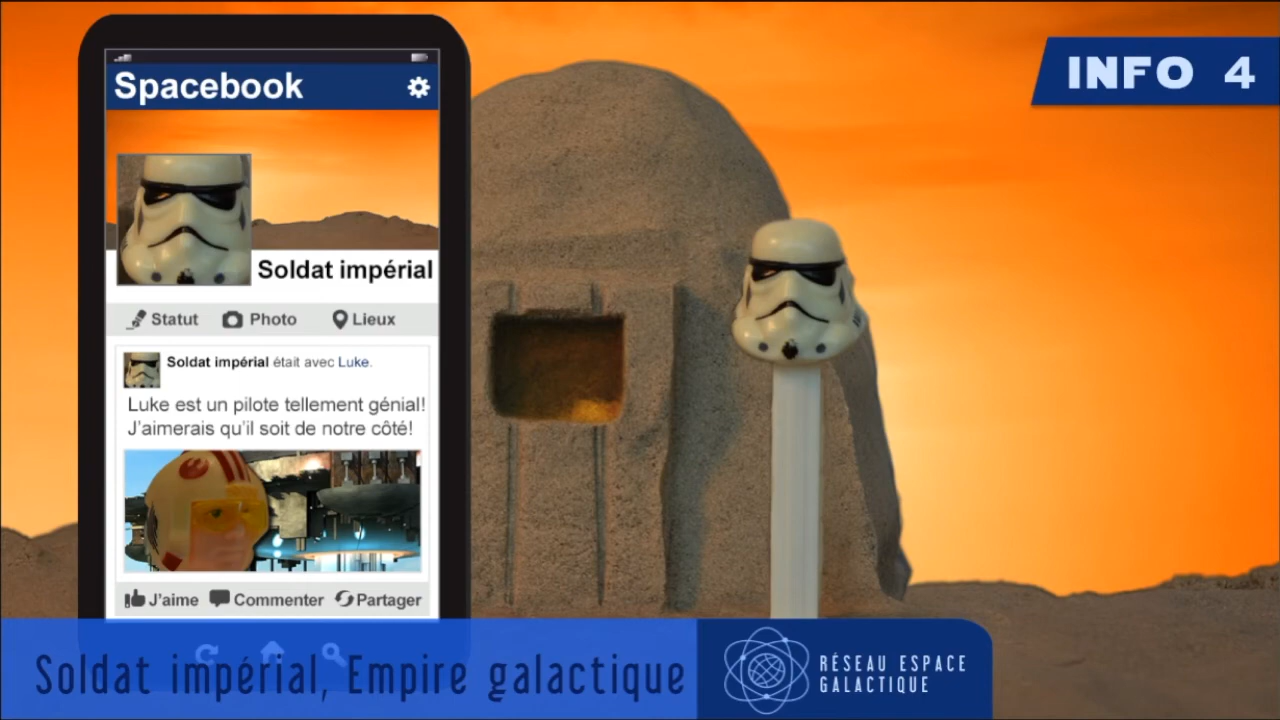 Spacebook
Soldat impérial
Statut Photo Lieux
Soldat impérial était avec Luke.
Luke est un pilote tellement génial!
J'aimerais qu'il soit de notre côté!
J'aime Commenter Partager
INFO 4
Soldat impérial, Empire galactique
RÉSEAU ESPACE
GALACTIQUE